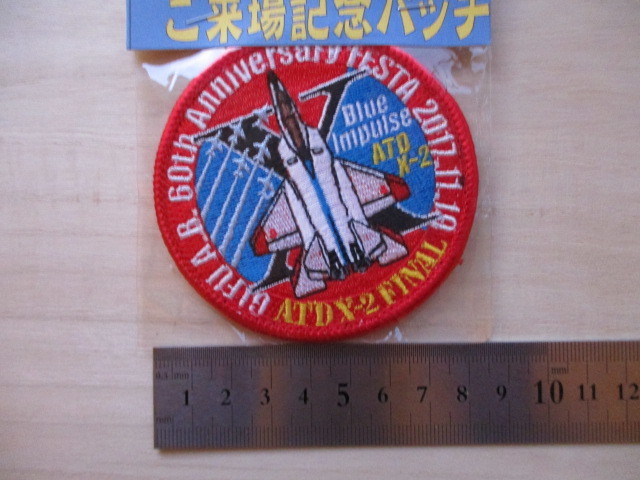 ご来場記念パッチ
GIFU A.B. 60th Anniversary FESTA 2017.11.19
Blue
Impulse
ATD
X-2
X
ATD X-2 FINAL
1 2 3 4 5 6 7 8 9 10 11 12